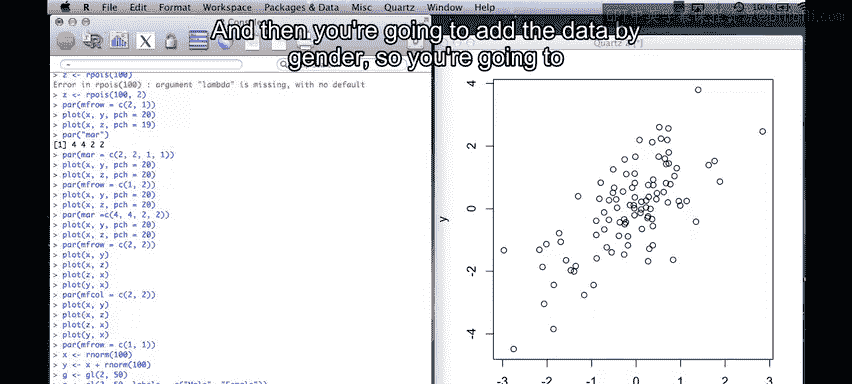 R File Edit Format Workspace Packages & Data Misc Quartz Window Help
And then you're going to add the data by
gender, so you're going to
z <- rpois(100)
Error in rpois(100) : argument "lambda" is missing, with no default
> z <- rpois(100, 2)
> par(mfrow = c(2, 1))
> plot(x, y, pch = 20)
> plot(x, z, pch = 19)
> par("mar")
[1] 4 4 2 2
> par(mar = c(2, 2, 1, 1))
> plot(x, y, pch = 20)
> plot(x, z, pch = 20)
> par(mfrow = c(1, 2))
> plot(x, y, pch = 20)
> plot(x, z, pch = 20)
> par(mar =c(4, 4, 2, 2))
> plot(x, y, pch = 20)
> plot(x, z, pch = 20)
> par(mfrow = c(2, 2))
> plot(x, y)
> plot(x, z)
> plot(z, x)
> plot(y, x)
> par(mfcol = c(2, 2))
> plot(x, y)
> plot(x, z)
> plot(z, x)
> plot(y, x)
> par(mfrow = c(1, 1))
> x <- rnorm(100)
> y <- x + rnorm(100)
> g <- gl(2, 50)
> g <- gl(2, 50, labels = c("Male", "Female"))
4
2
0
-2
-4
y
-3 -2 -1 0 1 2 3